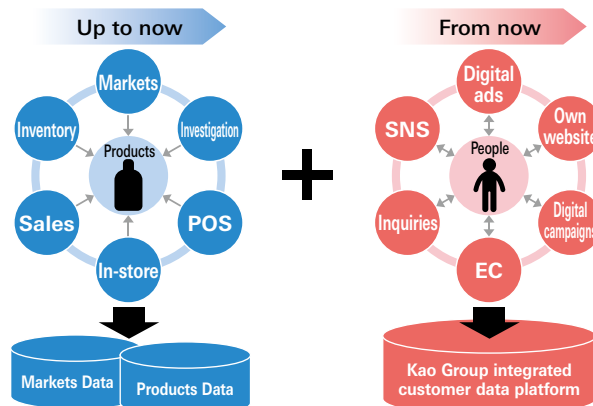 Up to now
Markets
Inventory
Investigation
Products
Sales
POS
In-store
Markets Data
Products Data
From now
Digital
ads
SNS
Own
website
People
Inquiries
Digital
campaigns
EC
Kao Group integrated
customer data platform